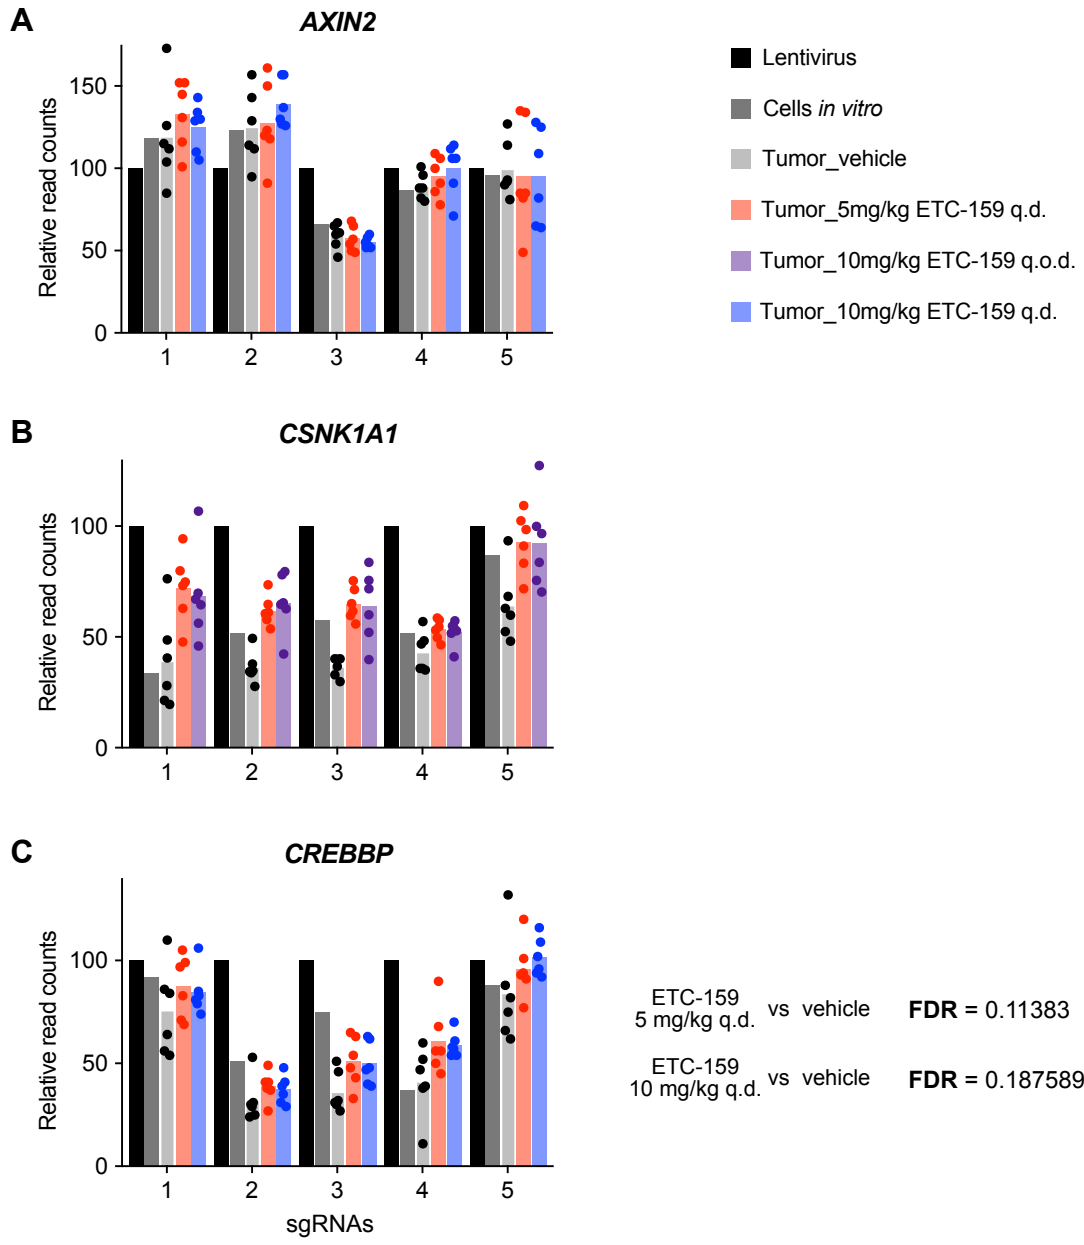 A
AXIN2
Relative read counts
150
100
50
0
1 2 3 4 5
Lentivirus
Cells in vitro
Tumor_vehicle
Tumor_5mg/kg ETC-159 q.d.
Tumor_10mg/kg ETC-159 q.o.d.
Tumor_10mg/kg ETC-159 q.d.
B
CSNK1A1
Relative read counts
100
50
0
1 2 3 4 5
C
CREBBP
Relative read counts
100
50
0
1 2 3 4 5
sgRNAs
ETC-159
5 mg/kg q.d. vs vehicle FDR = 0.11383
ETC-159
10 mg/kg q.d. vs vehicle FDR = 0.187589